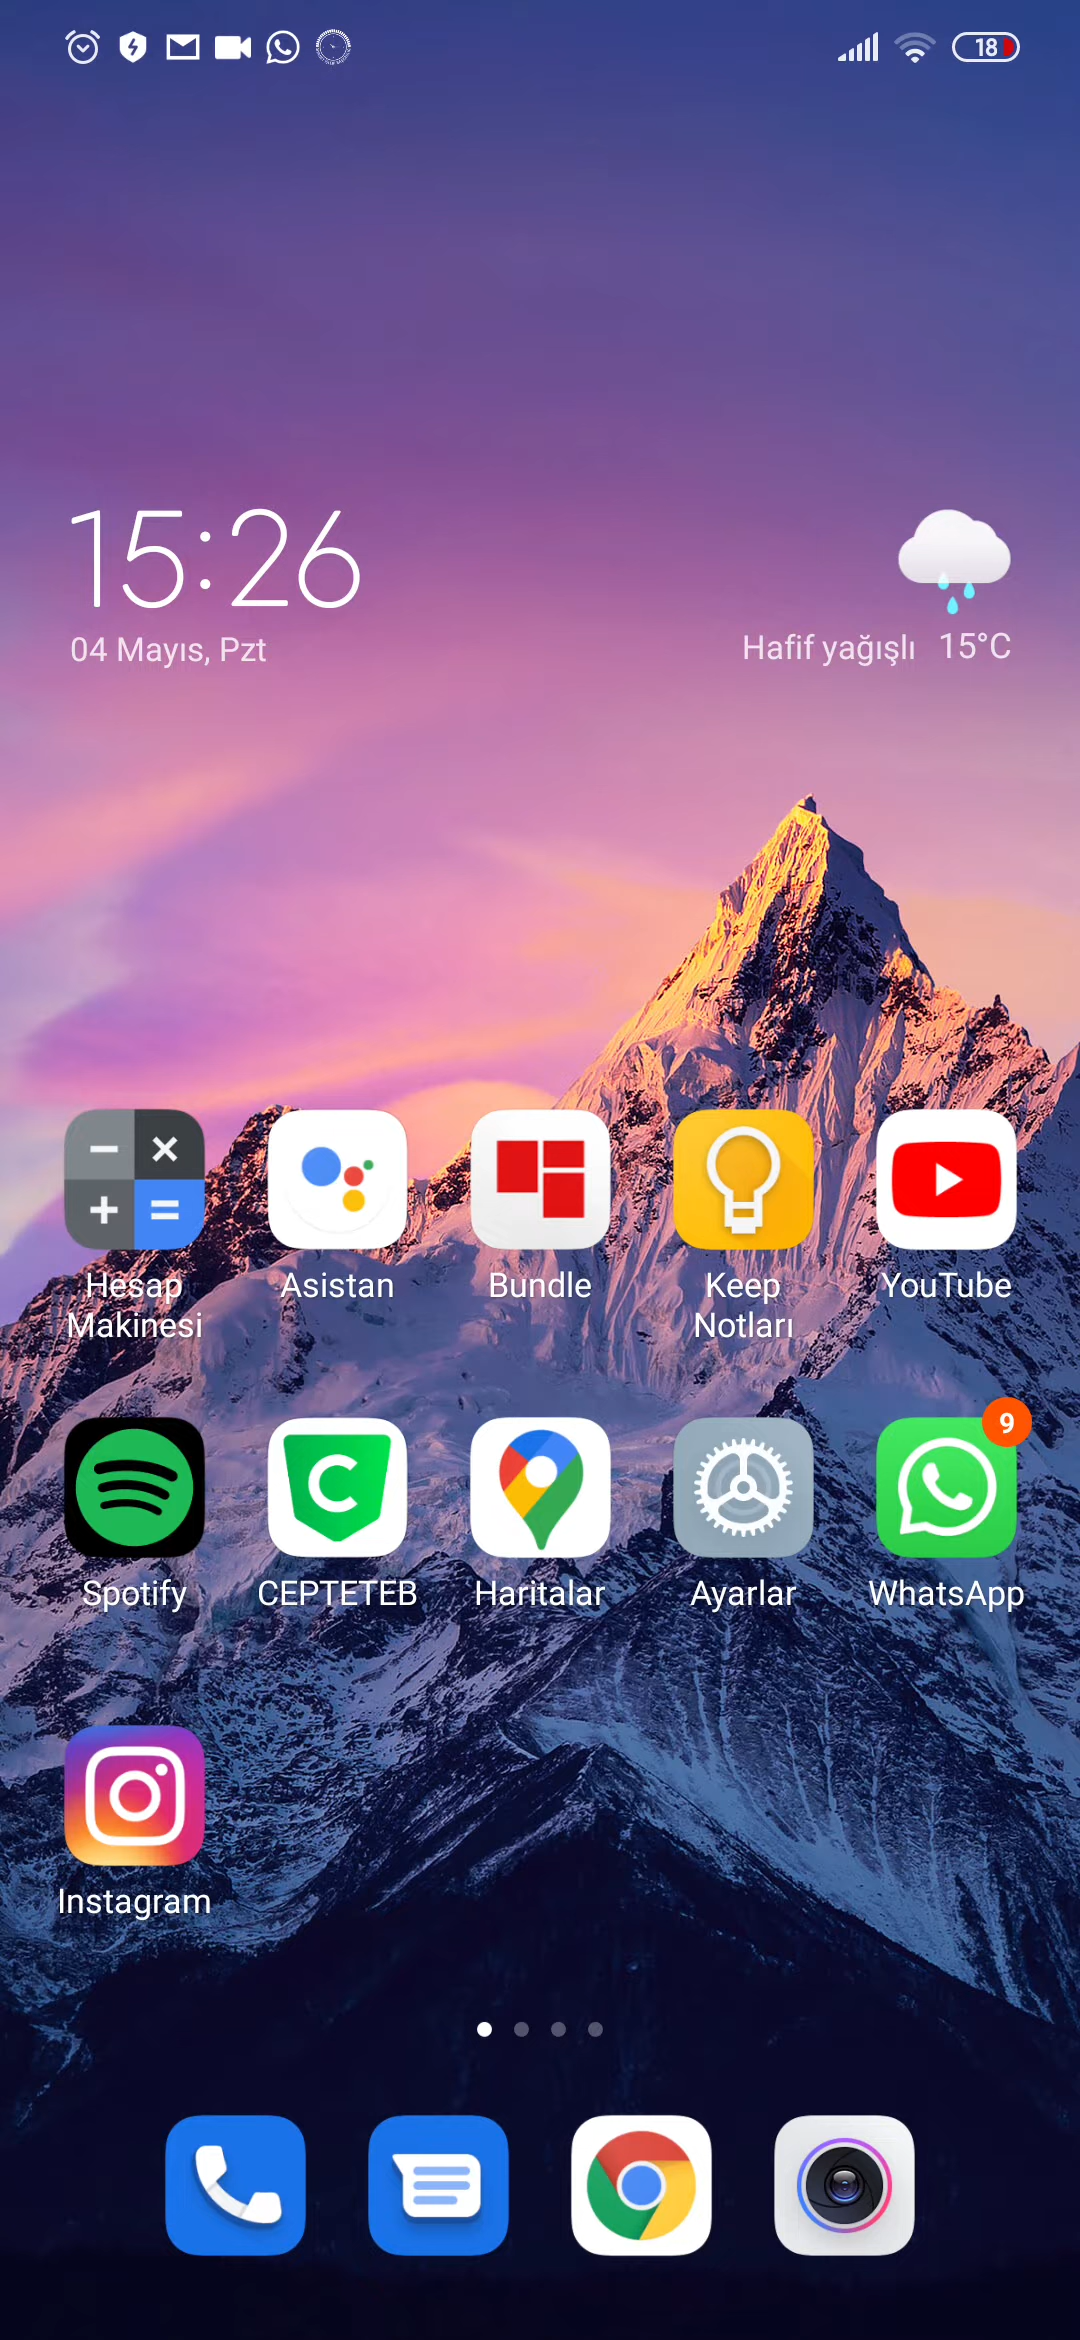 18
15:26
04 Mayıs, Pzt
Hafif yağışlı 15°C
Hesap
Makinesi
Asistan
Bundle
Keep
Notları
YouTube
9
Spotify
CEPTETEB
Haritalar
Ayarlar
WhatsApp
Instagram